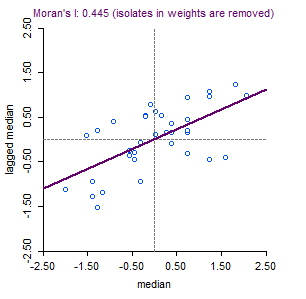 Moran's I: 0.445 (isolates in weights are removed)
2.50
1.50
0.50
-0.50
-1.50
-2.50
lagged median
-2.50 -1.50 -0.50 0.50 1.50 2.50
median